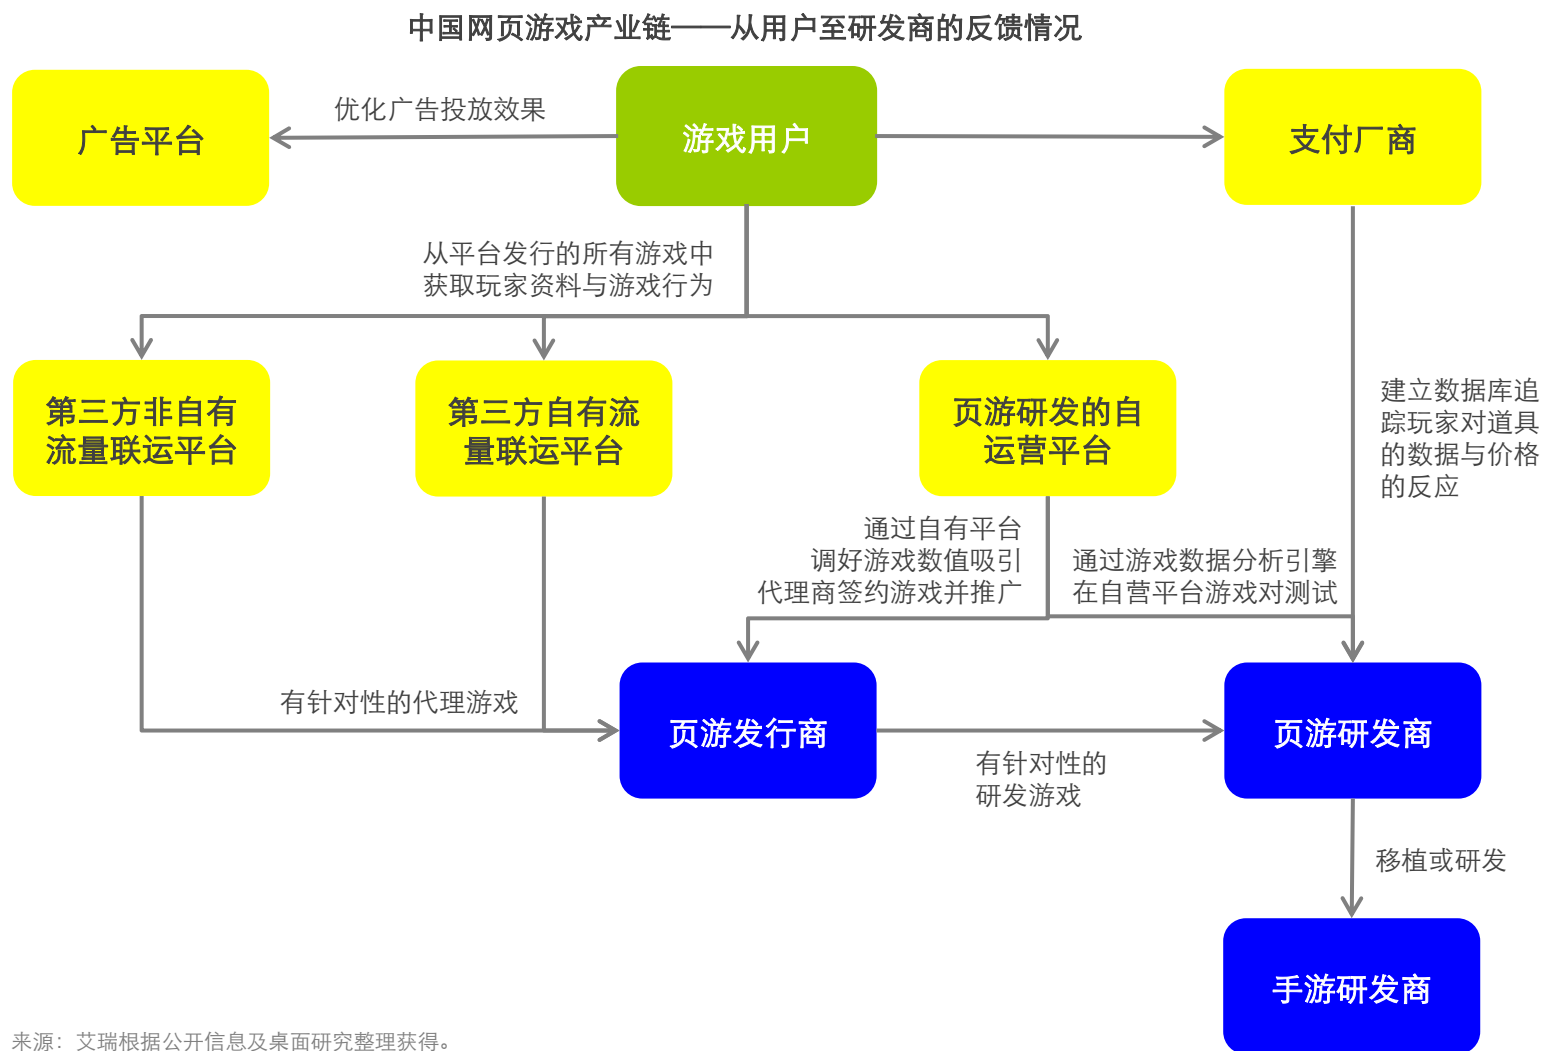 中国网页游戏产业链——从用户至研发商的反馈情况
广告平台
优化广告投放效果
游戏用户
支付厂商
从平台发行的所有游戏中
获取玩家资料与游戏行为
第三方非自有
流量联运平台
第三方自有流
量联运平台
页游研发的自
运营平台
建立数据库追
踪玩家对道具
的数据与价格
的反应
通过自有平台
调好游戏数值吸引
代理商签约游戏并推广
通过游戏数据分析引擎
在自营平台游戏对测试
有针对性的代理游戏
页游发行商
有针对性的
研发游戏
页游研发商
移植或研发
手游研发商
来源：艾瑞根据公开信息及桌面研究整理获得。